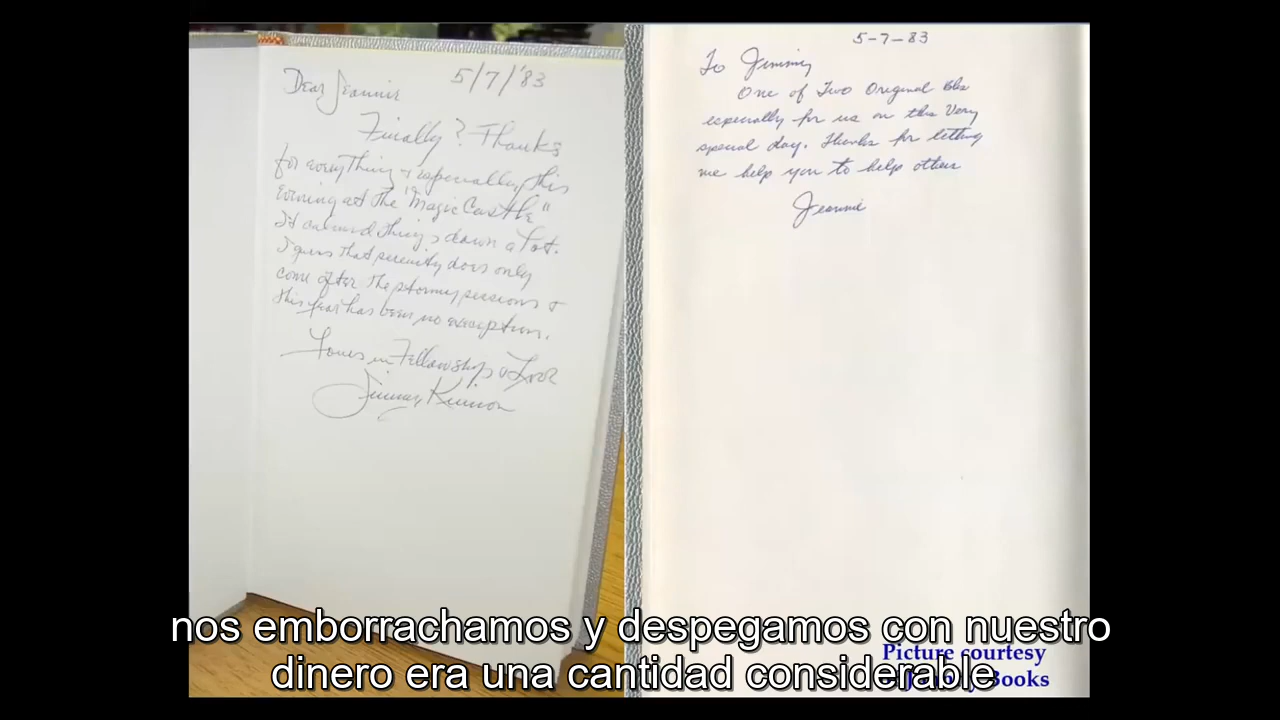 5/7/'83
Dear Jeannie
Finally? Thanks
for everything + especially this
Evening at the "Magic Castle"
It calmed things down a lot.
I guess that serenity does only
come after the stormy sessions +
this year has been no exception.
Yours in Fellowship & Love
Jimmy Kinnon
5-7-83
To Jimmy
One of Two Original
especially for us on this Very
special day. Thanks for letting
me help you to help others
Jeannie
nos emborrachamos y despegamos con nuestro
dinero era una cantidad considerable
Picture courtesy
Books